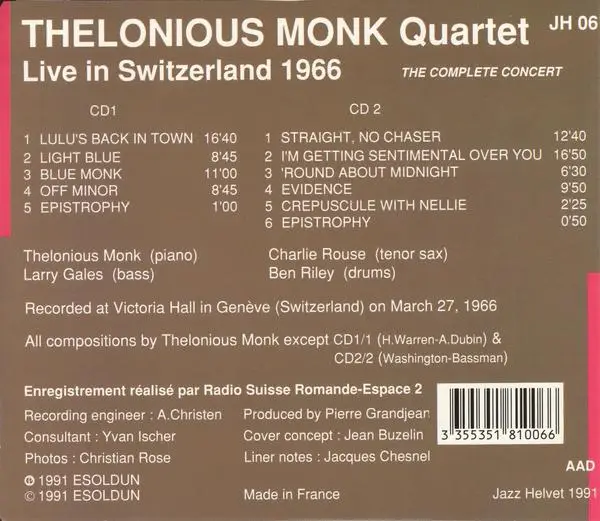 THELONIOUS MONK Quartet JH 06
Live in Switzerland 1966 THE COMPLETE CONCERT
CD1
1 LULU'S BACK IN TOWN 16'40
2 LIGHT BLUE 8'45
3 BLUE MONK 11'00
4 OFF MINOR 8'45
5 EPISTROPHY 1'00
CD 2
1 STRAIGHT, NO CHASER 12'40
2 I'M GETTING SENTIMENTAL OVER YOU 16'50
3 'ROUND ABOUT MIDNIGHT 6'30
4 EVIDENCE 9'50
5 CREPUSCULE WITH NELLIE 2'25
6 EPISTROPHY 0'50
Thelonious Monk (piano) Charlie Rouse (tenor sax)
Larry Gales (bass) Ben Riley (drums)
Recorded at Victoria Hall in Genève (Switzerland) on March 27, 1966
All compositions by Thelonious Monk except CD1/1 (H.Warren-A.Dubin) &
CD2/2 (Washington-Bassman)
Enregistrement réalisé par Radio Suisse Romande-Espace 2
Recording engineer : A.Christen Produced by Pierre Grandjean
Consultant : Yvan Ischer Cover concept : Jean Buzelin
Photos : Christian Rose Liner notes : Jacques Chesnel
3 355351 810066
℗ 1991 ESOLDUN AAD
© 1991 ESOLDUN Made in France Jazz Helvet 1991